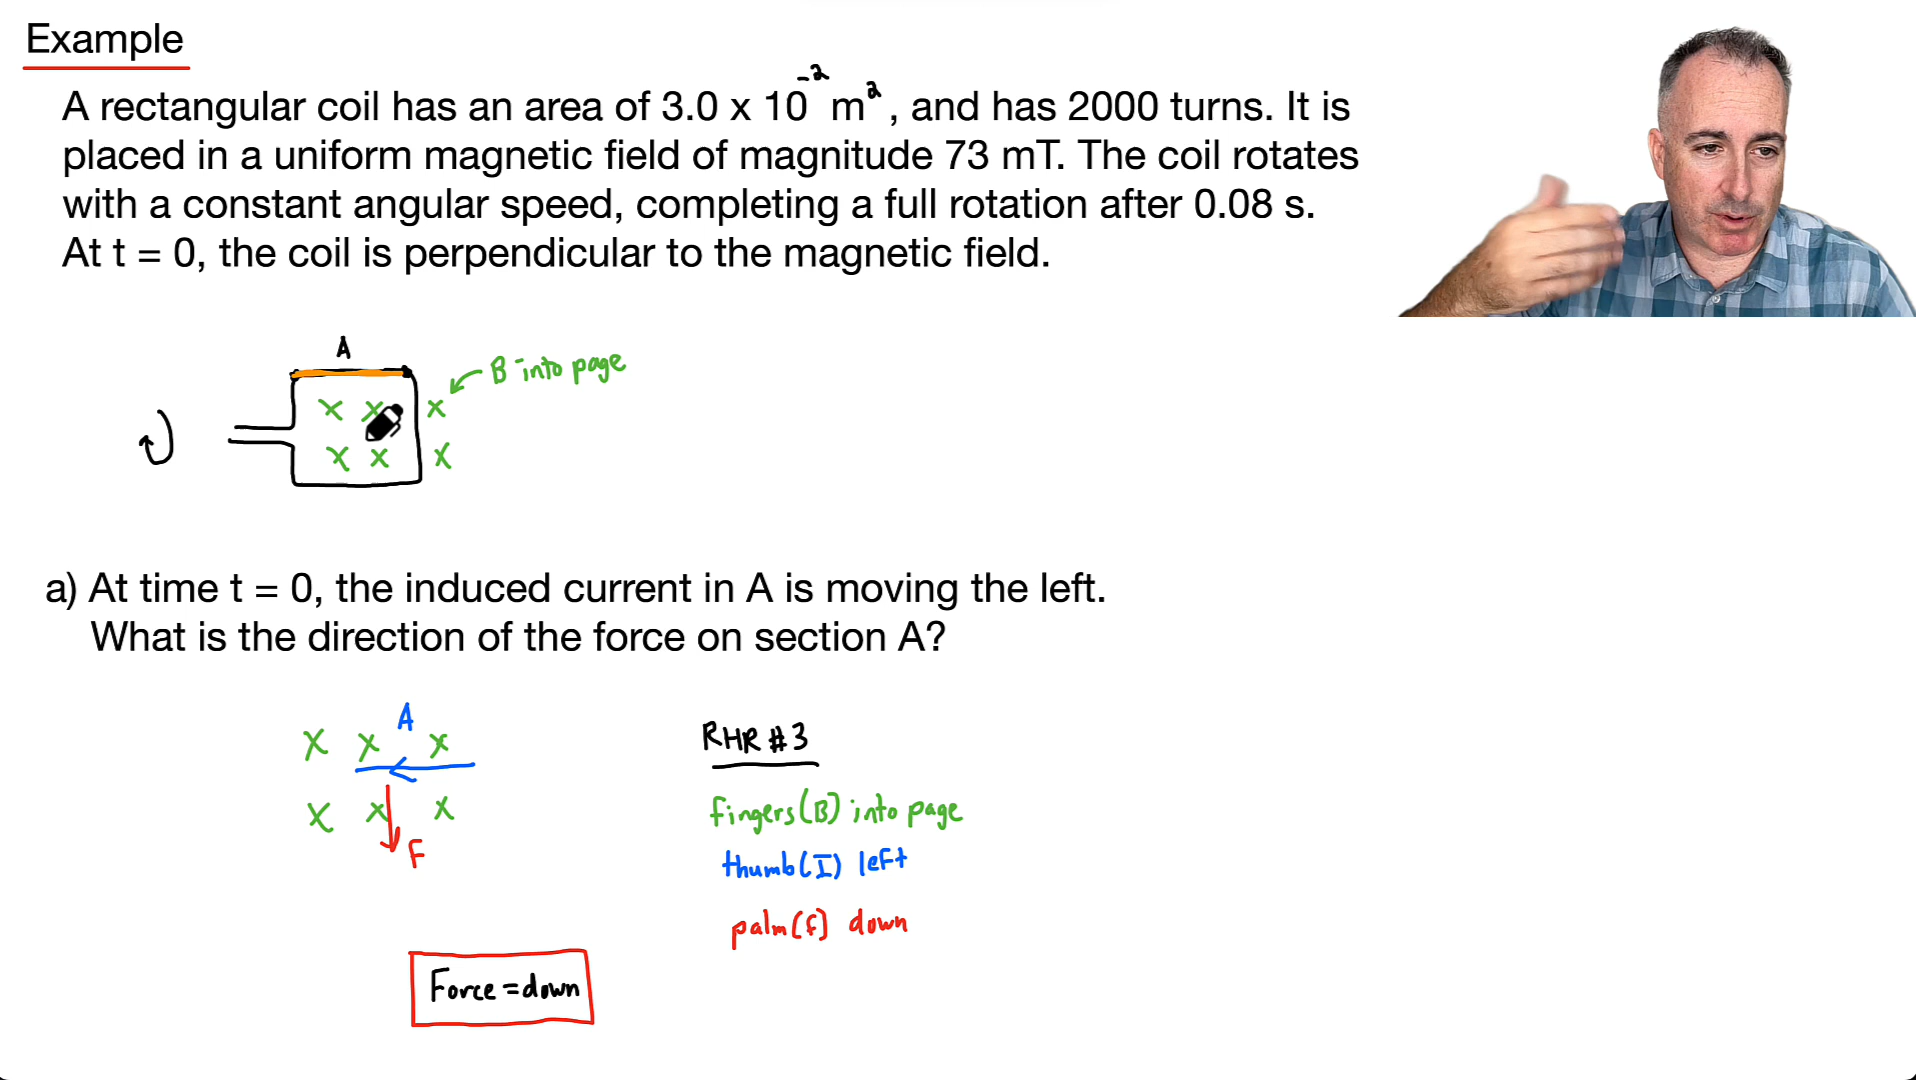 Example
A rectangular coil has an area of 3.0 x 10⁻² m², and has 2000 turns. It is
placed in a uniform magnetic field of magnitude 73 mT. The coil rotates
with a constant angular speed, completing a full rotation after 0.08 s.
At t = 0, the coil is perpendicular to the magnetic field.
A
B into page
x x x
x x x
a) At time t = 0, the induced current in A is moving the left.
What is the direction of the force on section A?
A
x x x
x x x
F
RHR #3
fingers (B) into page
thumb (I) left
palm (F) down
Force = down